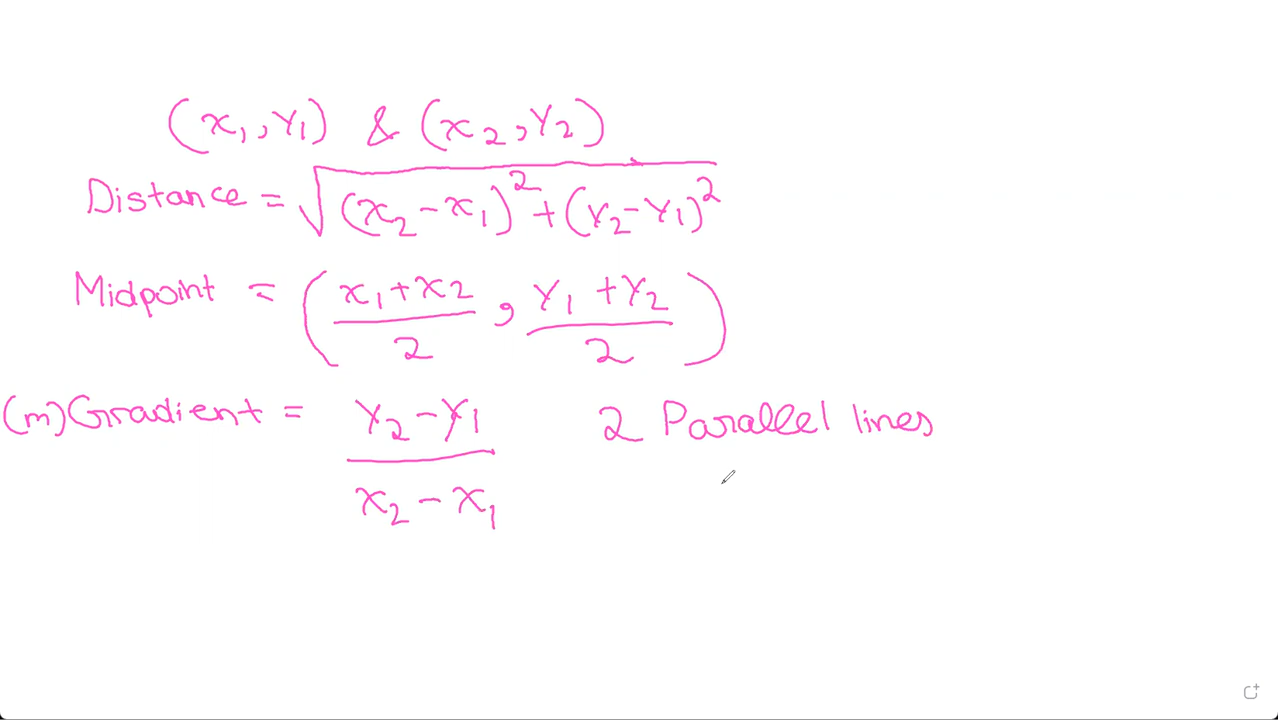 (x₁,Y₁) & (x₂,Y₂)
Distance = √((x₂-x₁)²+(Y₂-Y₁)²)
Midpoint = ((x₁+x₂)/2 , (Y₁+Y₂)/2)
(m)Gradient = (Y₂-Y₁)/(x₂-x₁) 2 Parallel lines